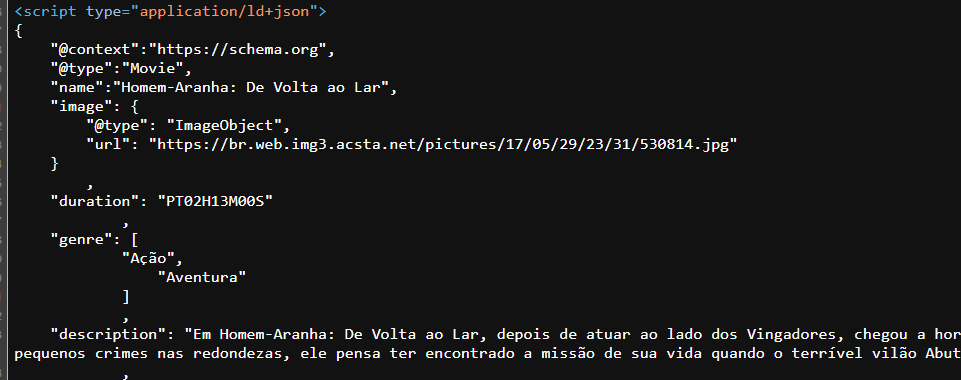 <script type="application/ld+json">
{
"@context":"https://schema.org",
"@type":"Movie",
"name":"Homem-Aranha: De Volta ao Lar",
"image": {
"@type": "ImageObject",
"url": "https://br.web.img3.acsta.net/pictures/17/05/29/23/31/530814.jpg"
}
,
"duration": "PT02H13M00S"
,
"genre": [
"Ação",
"Aventura"
]
,
"description": "Em Homem-Aranha: De Volta ao Lar, depois de atuar ao lado dos Vingadores, chegou a hor
pequenos crimes nas redondezas, ele pensa ter encontrado a missão de sua vida quando o terrível vilão Abut
,